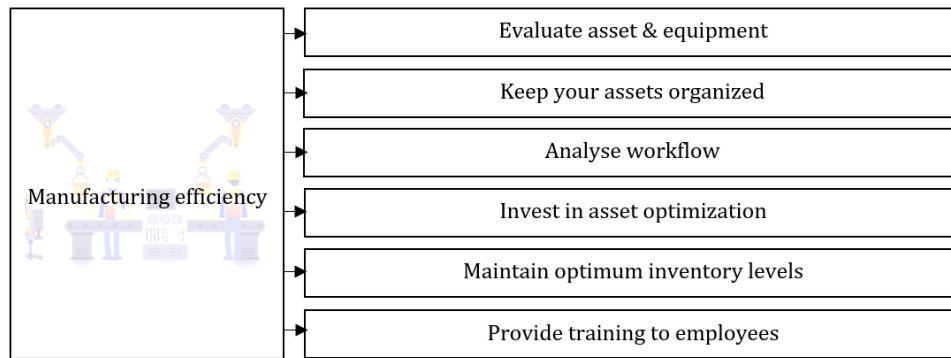 Manufacturing efficiency
Evaluate asset & equipment
Keep your assets organized
Analyse workflow
Invest in asset optimization
Maintain optimum inventory levels
Provide training to employees